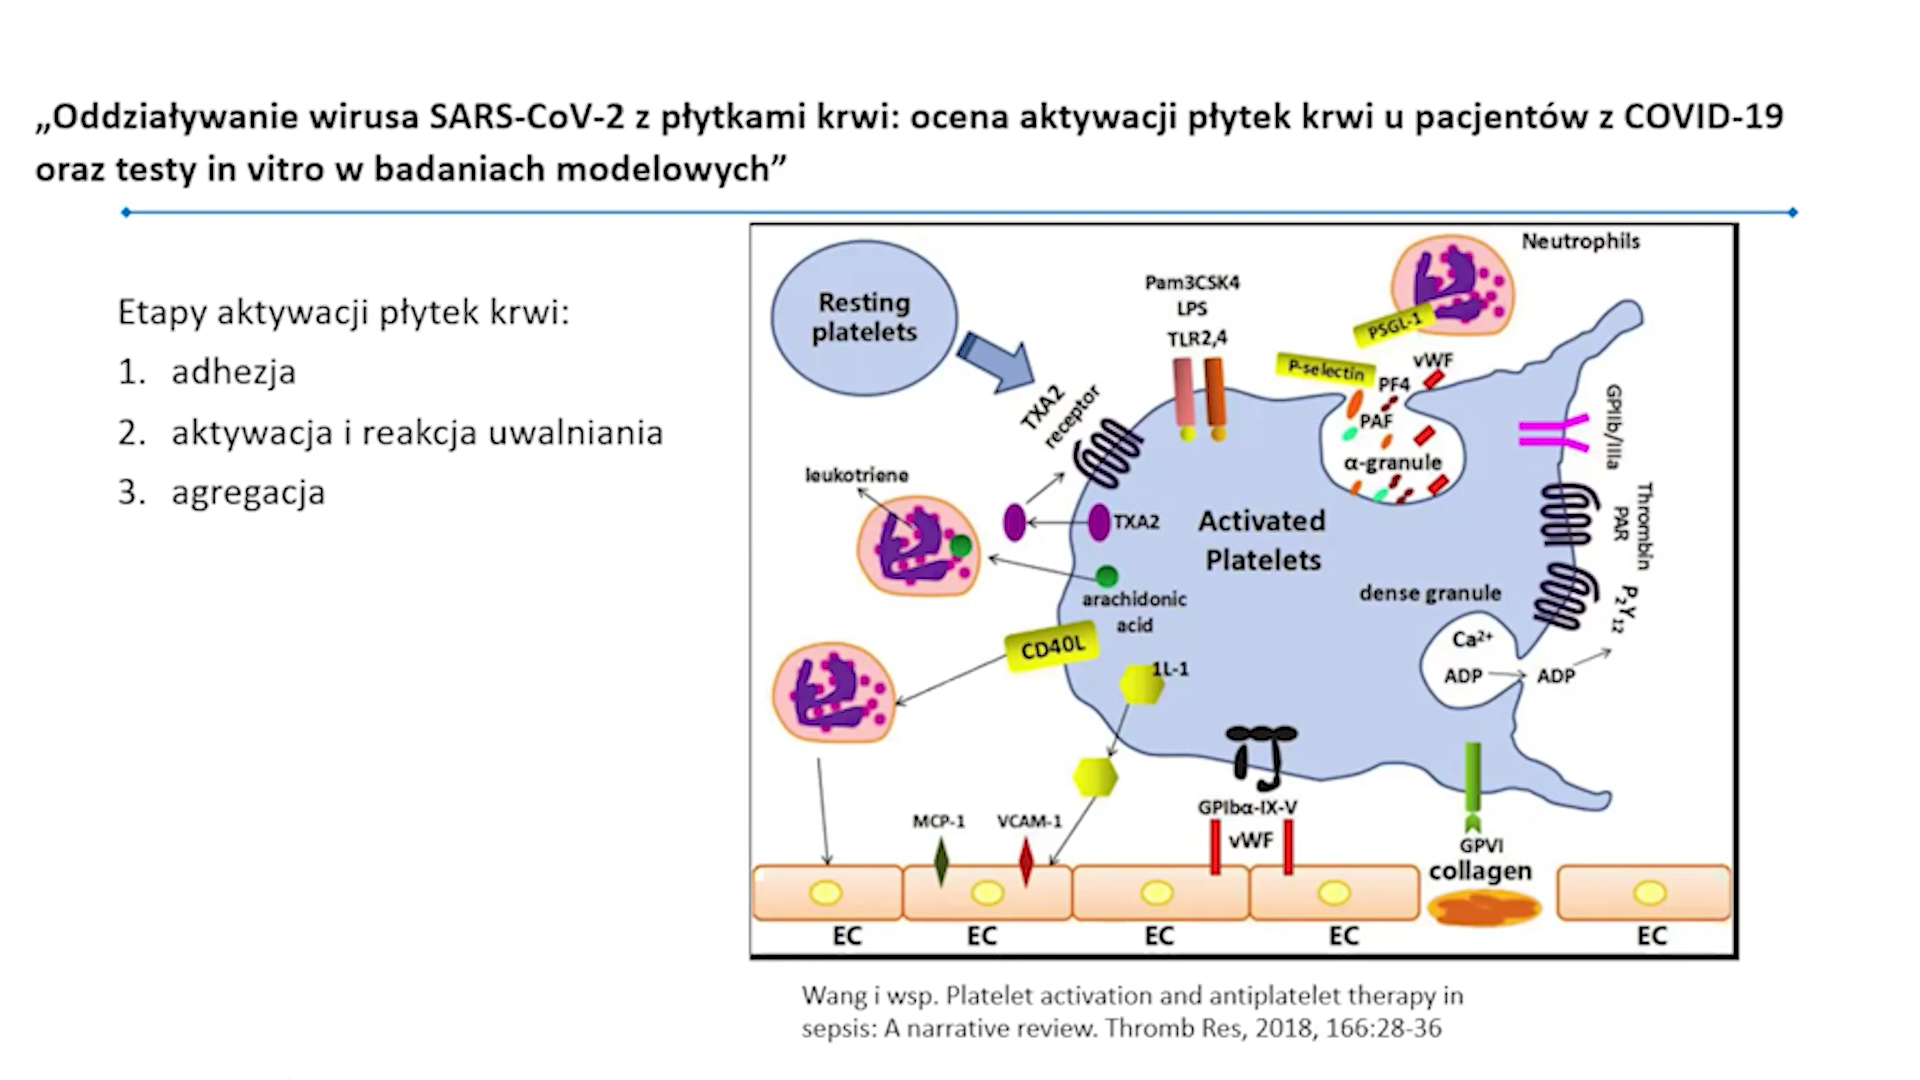 „Oddziaływanie wirusa SARS-CoV-2 z płytkami krwi: ocena aktywacji płytek krwi u pacjentów z COVID-19
oraz testy in vitro w badaniach modelowych”
Etapy aktywacji płytek krwi:
1. adhezja
2. aktywacja i reakcja uwalniania
3. agregacja
Resting
platelets
Pam3CSK4
LPS
TLR2,4
Neutrophils
PSGL-1
P-selectin
vWF
PF4
PAF
α-granule
TXA2
receptor
GPIIb/IIIa
leukotriene
TXA2
Activated
Platelets
Thrombin
PAR
arachidonic
acid
dense granule
P₂Y₁₂
Ca²⁺
ADP
ADP
CD40L
1L-1
MCP-1
VCAM-1
GPIbα-IX-V
vWF
GPVI
collagen
EC
EC
EC
EC
EC
Wang i wsp. Platelet activation and antiplatelet therapy in
sepsis: A narrative review. Thromb Res, 2018, 166:28-36